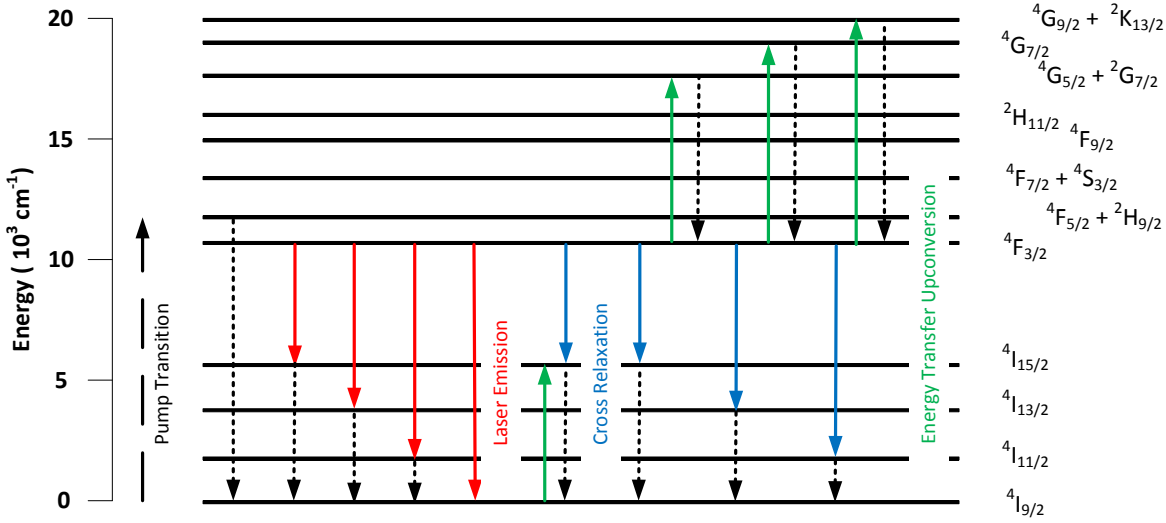 20
15
10
5
0
Energy ( 10³ cm⁻¹)
Pump Transition
Laser Emission
Cross Relaxation
Energy Transfer Upconversion
⁴G₉/₂ + ²K₁₃/₂
⁴G₇/₂
⁴G₅/₂ + ²G₇/₂
²H₁₁/₂ ⁴F₉/₂
⁴F₇/₂ + ⁴S₃/₂
⁴F₅/₂ + ²H₉/₂
⁴F₃/₂
⁴I₁₅/₂
⁴I₁₃/₂
⁴I₁₁/₂
⁴I₉/₂